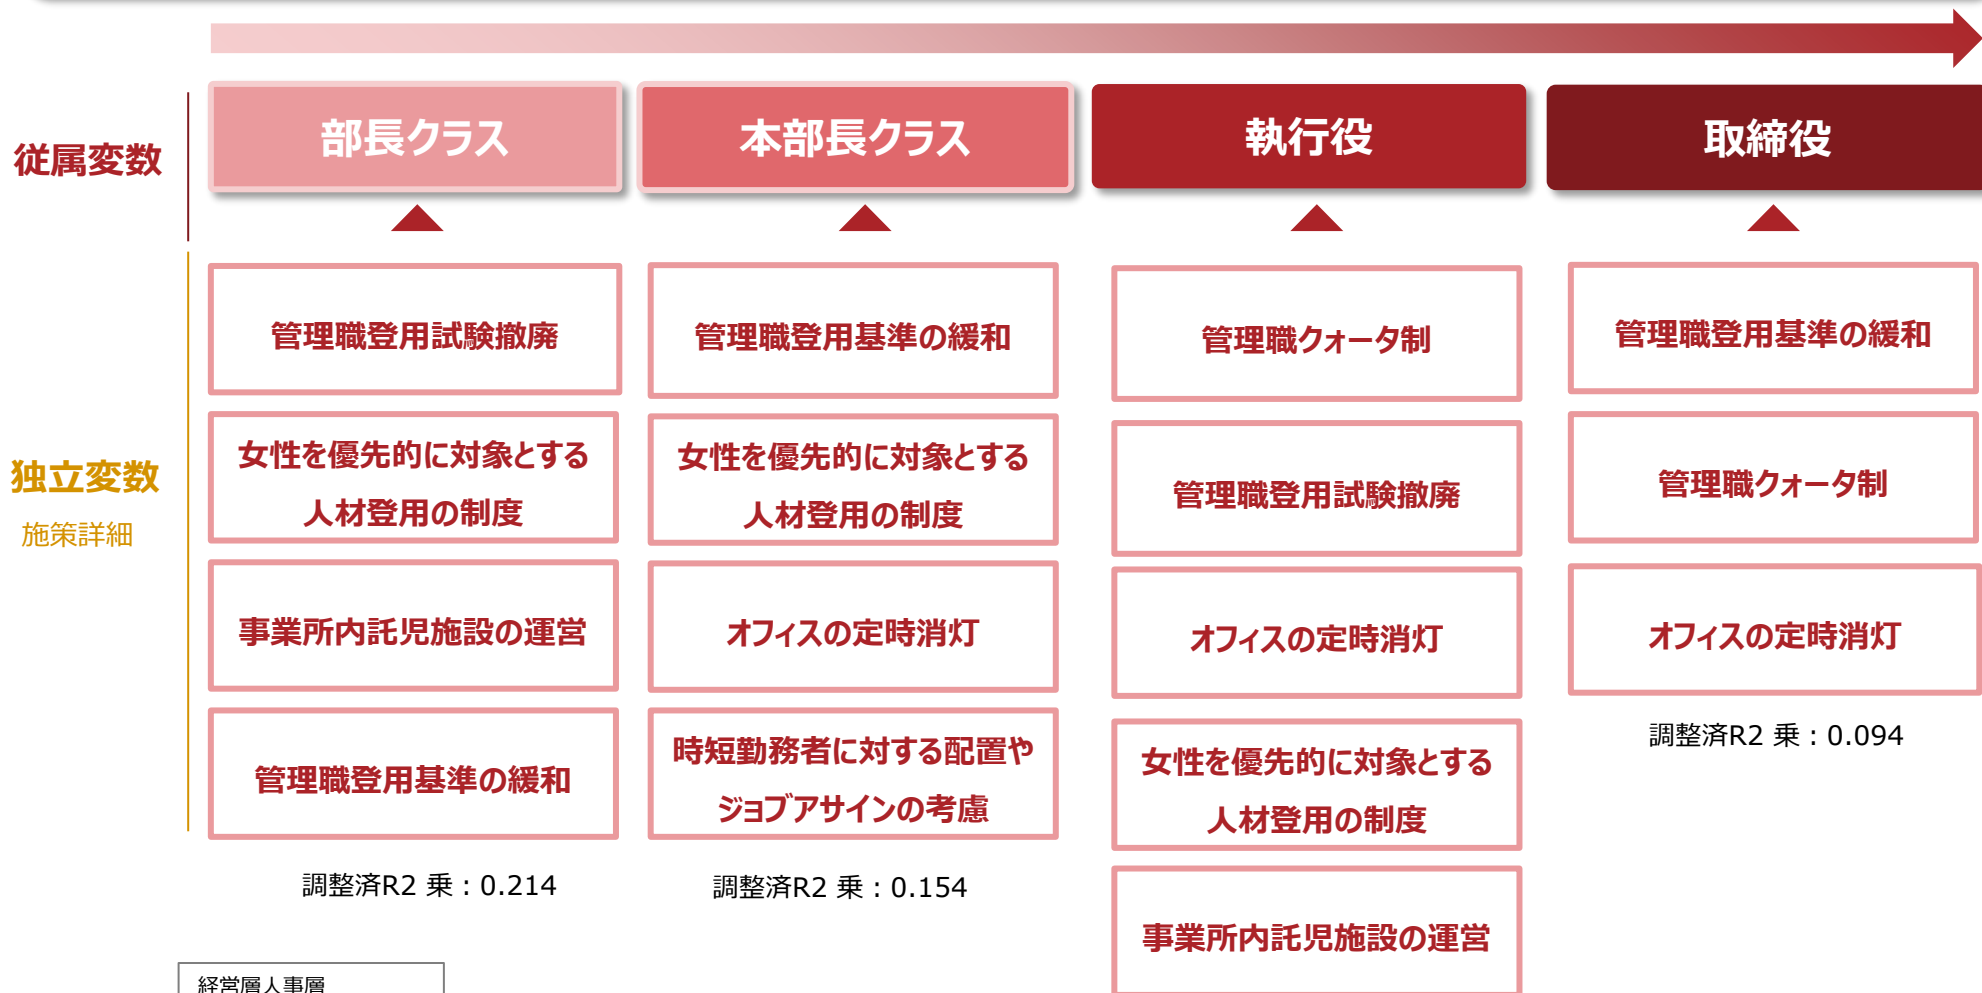 従属変数
部長クラス
本部長クラス
執行役
取締役
独立変数
施策詳細
管理職登用試験撤廃
女性を優先的に対象とする
人材登用の制度
事業所内託児施設の運営
管理職登用基準の緩和
調整済R2 乗：0.214
管理職登用基準の緩和
女性を優先的に対象とする
人材登用の制度
オフィスの定時消灯
時短勤務者に対する配置や
ジョブアサインの考慮
調整済R2 乗：0.154
管理職クォータ制
管理職登用試験撤廃
オフィスの定時消灯
女性を優先的に対象とする
人材登用の制度
事業所内託児施設の運営
管理職登用基準の緩和
管理職クォータ制
オフィスの定時消灯
調整済R2 乗：0.094
経営層人事層